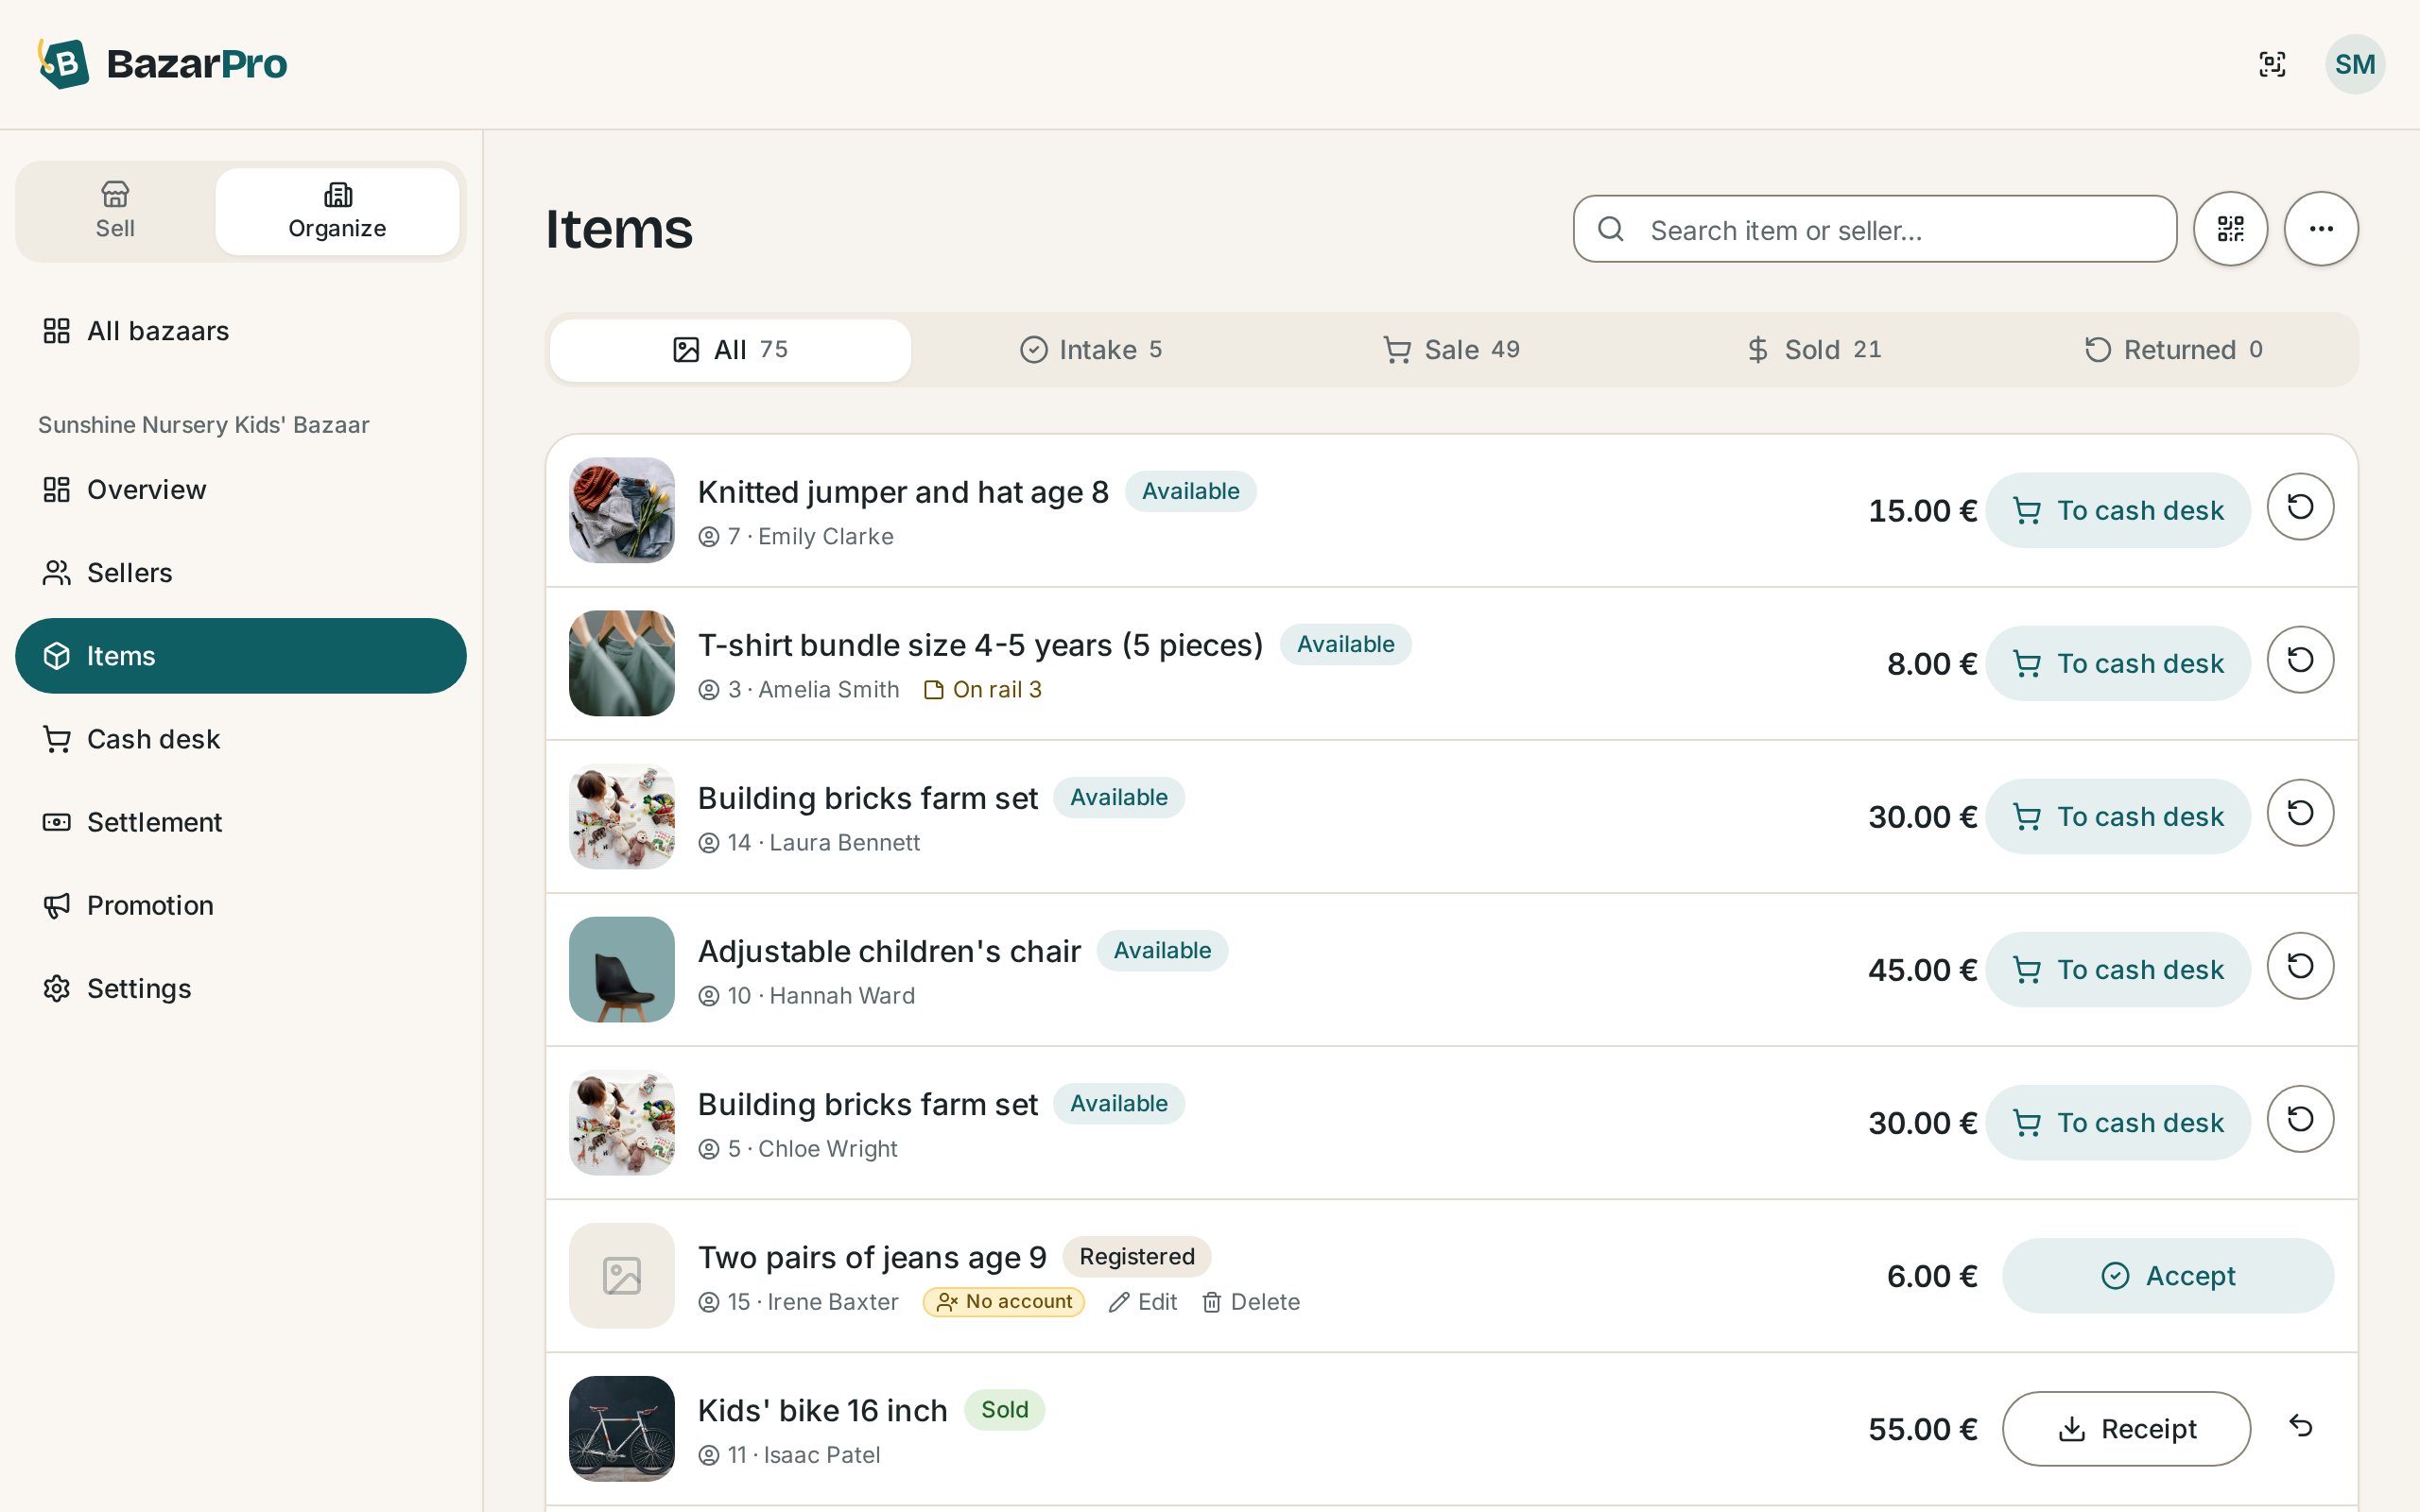 B BazarPro
SM
Sell
Organize
All bazaars
Sunshine Nursery Kids' Bazaar
Overview
Sellers
Items
Cash desk
Settlement
Promotion
Settings
Items
Search item or seller...
All 75
Intake 5
Sale 49
Sold 21
Returned 0
Knitted jumper and hat age 8 Available
7 · Emily Clarke
15.00 € To cash desk
T-shirt bundle size 4-5 years (5 pieces) Available
3 · Amelia Smith On rail 3
8.00 € To cash desk
Building bricks farm set Available
14 · Laura Bennett
30.00 € To cash desk
Adjustable children's chair Available
10 · Hannah Ward
45.00 € To cash desk
Building bricks farm set Available
5 · Chloe Wright
30.00 € To cash desk
Two pairs of jeans age 9 Registered
15 · Irene Baxter No account Edit Delete
6.00 € Accept
Kids' bike 16 inch Sold
11 · Isaac Patel
55.00 € Receipt